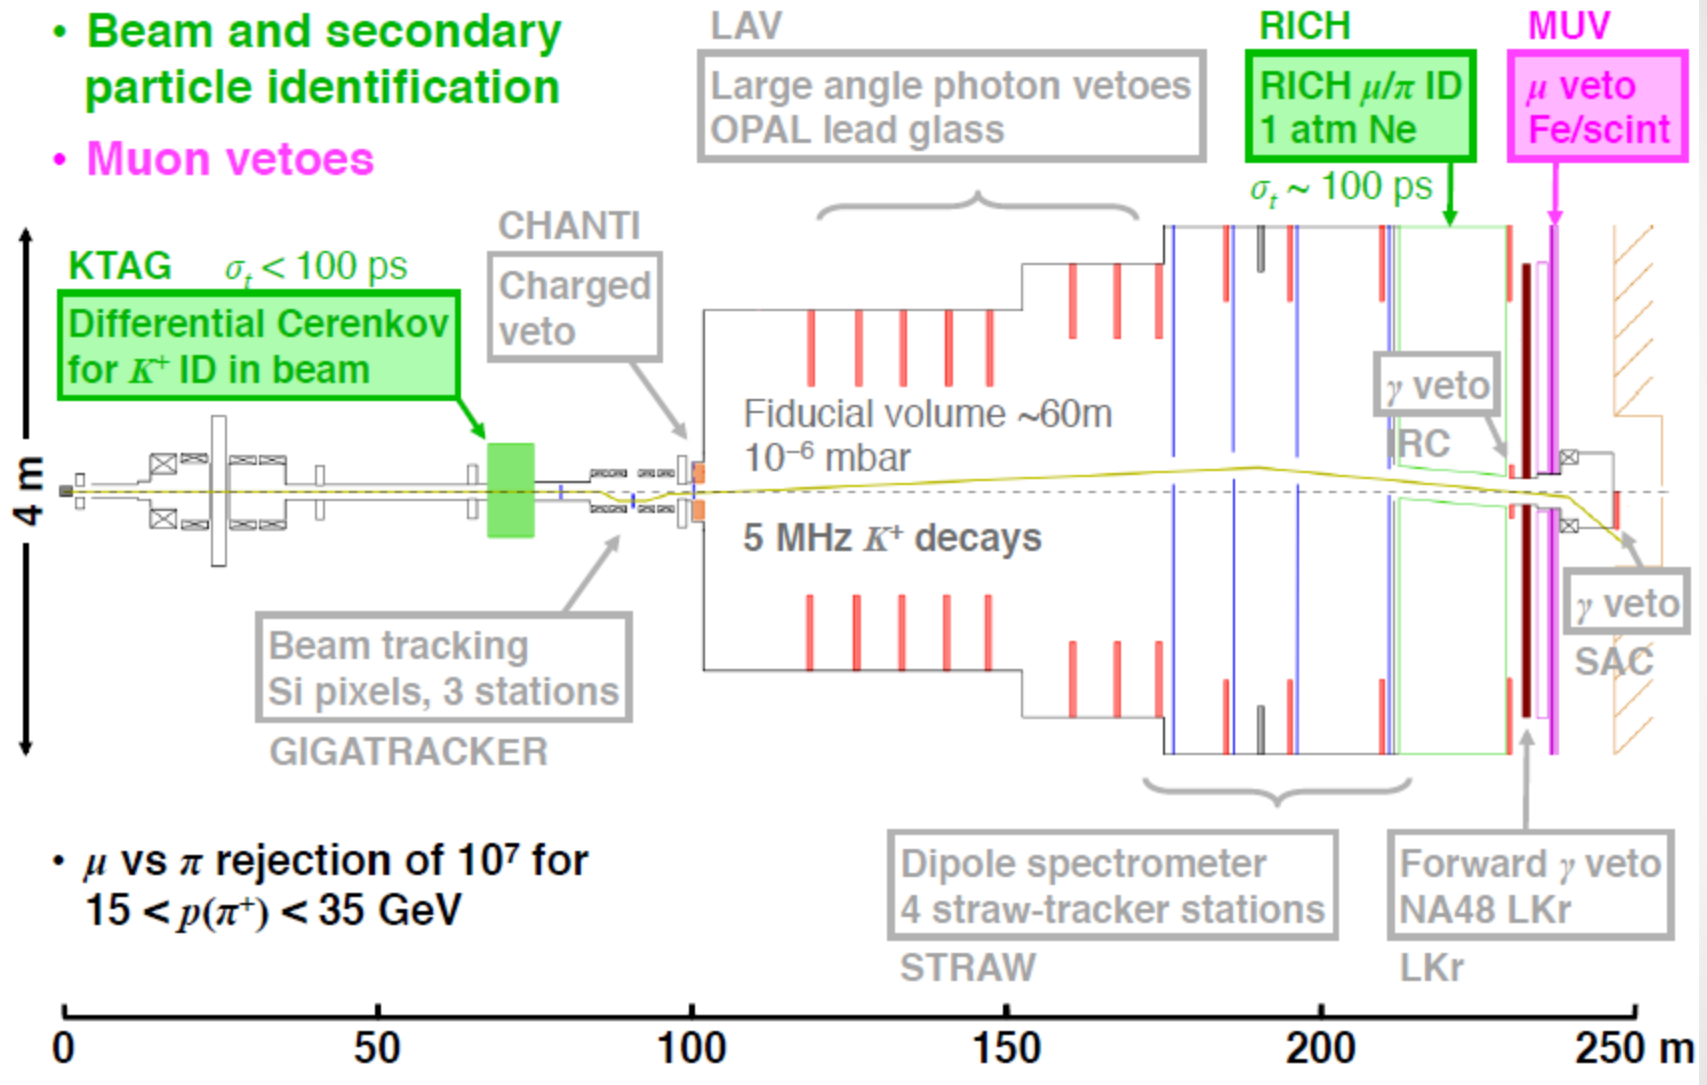 • Beam and secondary
particle identification
• Muon vetoes
LAV
Large angle photon vetoes
OPAL lead glass
RICH
RICH μ/π ID
1 atm Ne
σt ~ 100 ps
MUV
μ veto
Fe/scint
KTAG σt < 100 ps
Differential Cerenkov
for K⁺ ID in beam
CHANTI
Charged
veto
4 m
Fiducial volume ~60m
10⁻⁶ mbar
5 MHz K⁺ decays
γ veto
IRC
γ veto
SAC
Beam tracking
Si pixels, 3 stations
GIGATRACKER
• μ vs π rejection of 10⁷ for
15 < p(π⁺) < 35 GeV
Dipole spectrometer
4 straw-tracker stations
STRAW
Forward γ veto
NA48 LKr
LKr
0 50 100 150 200 250 m